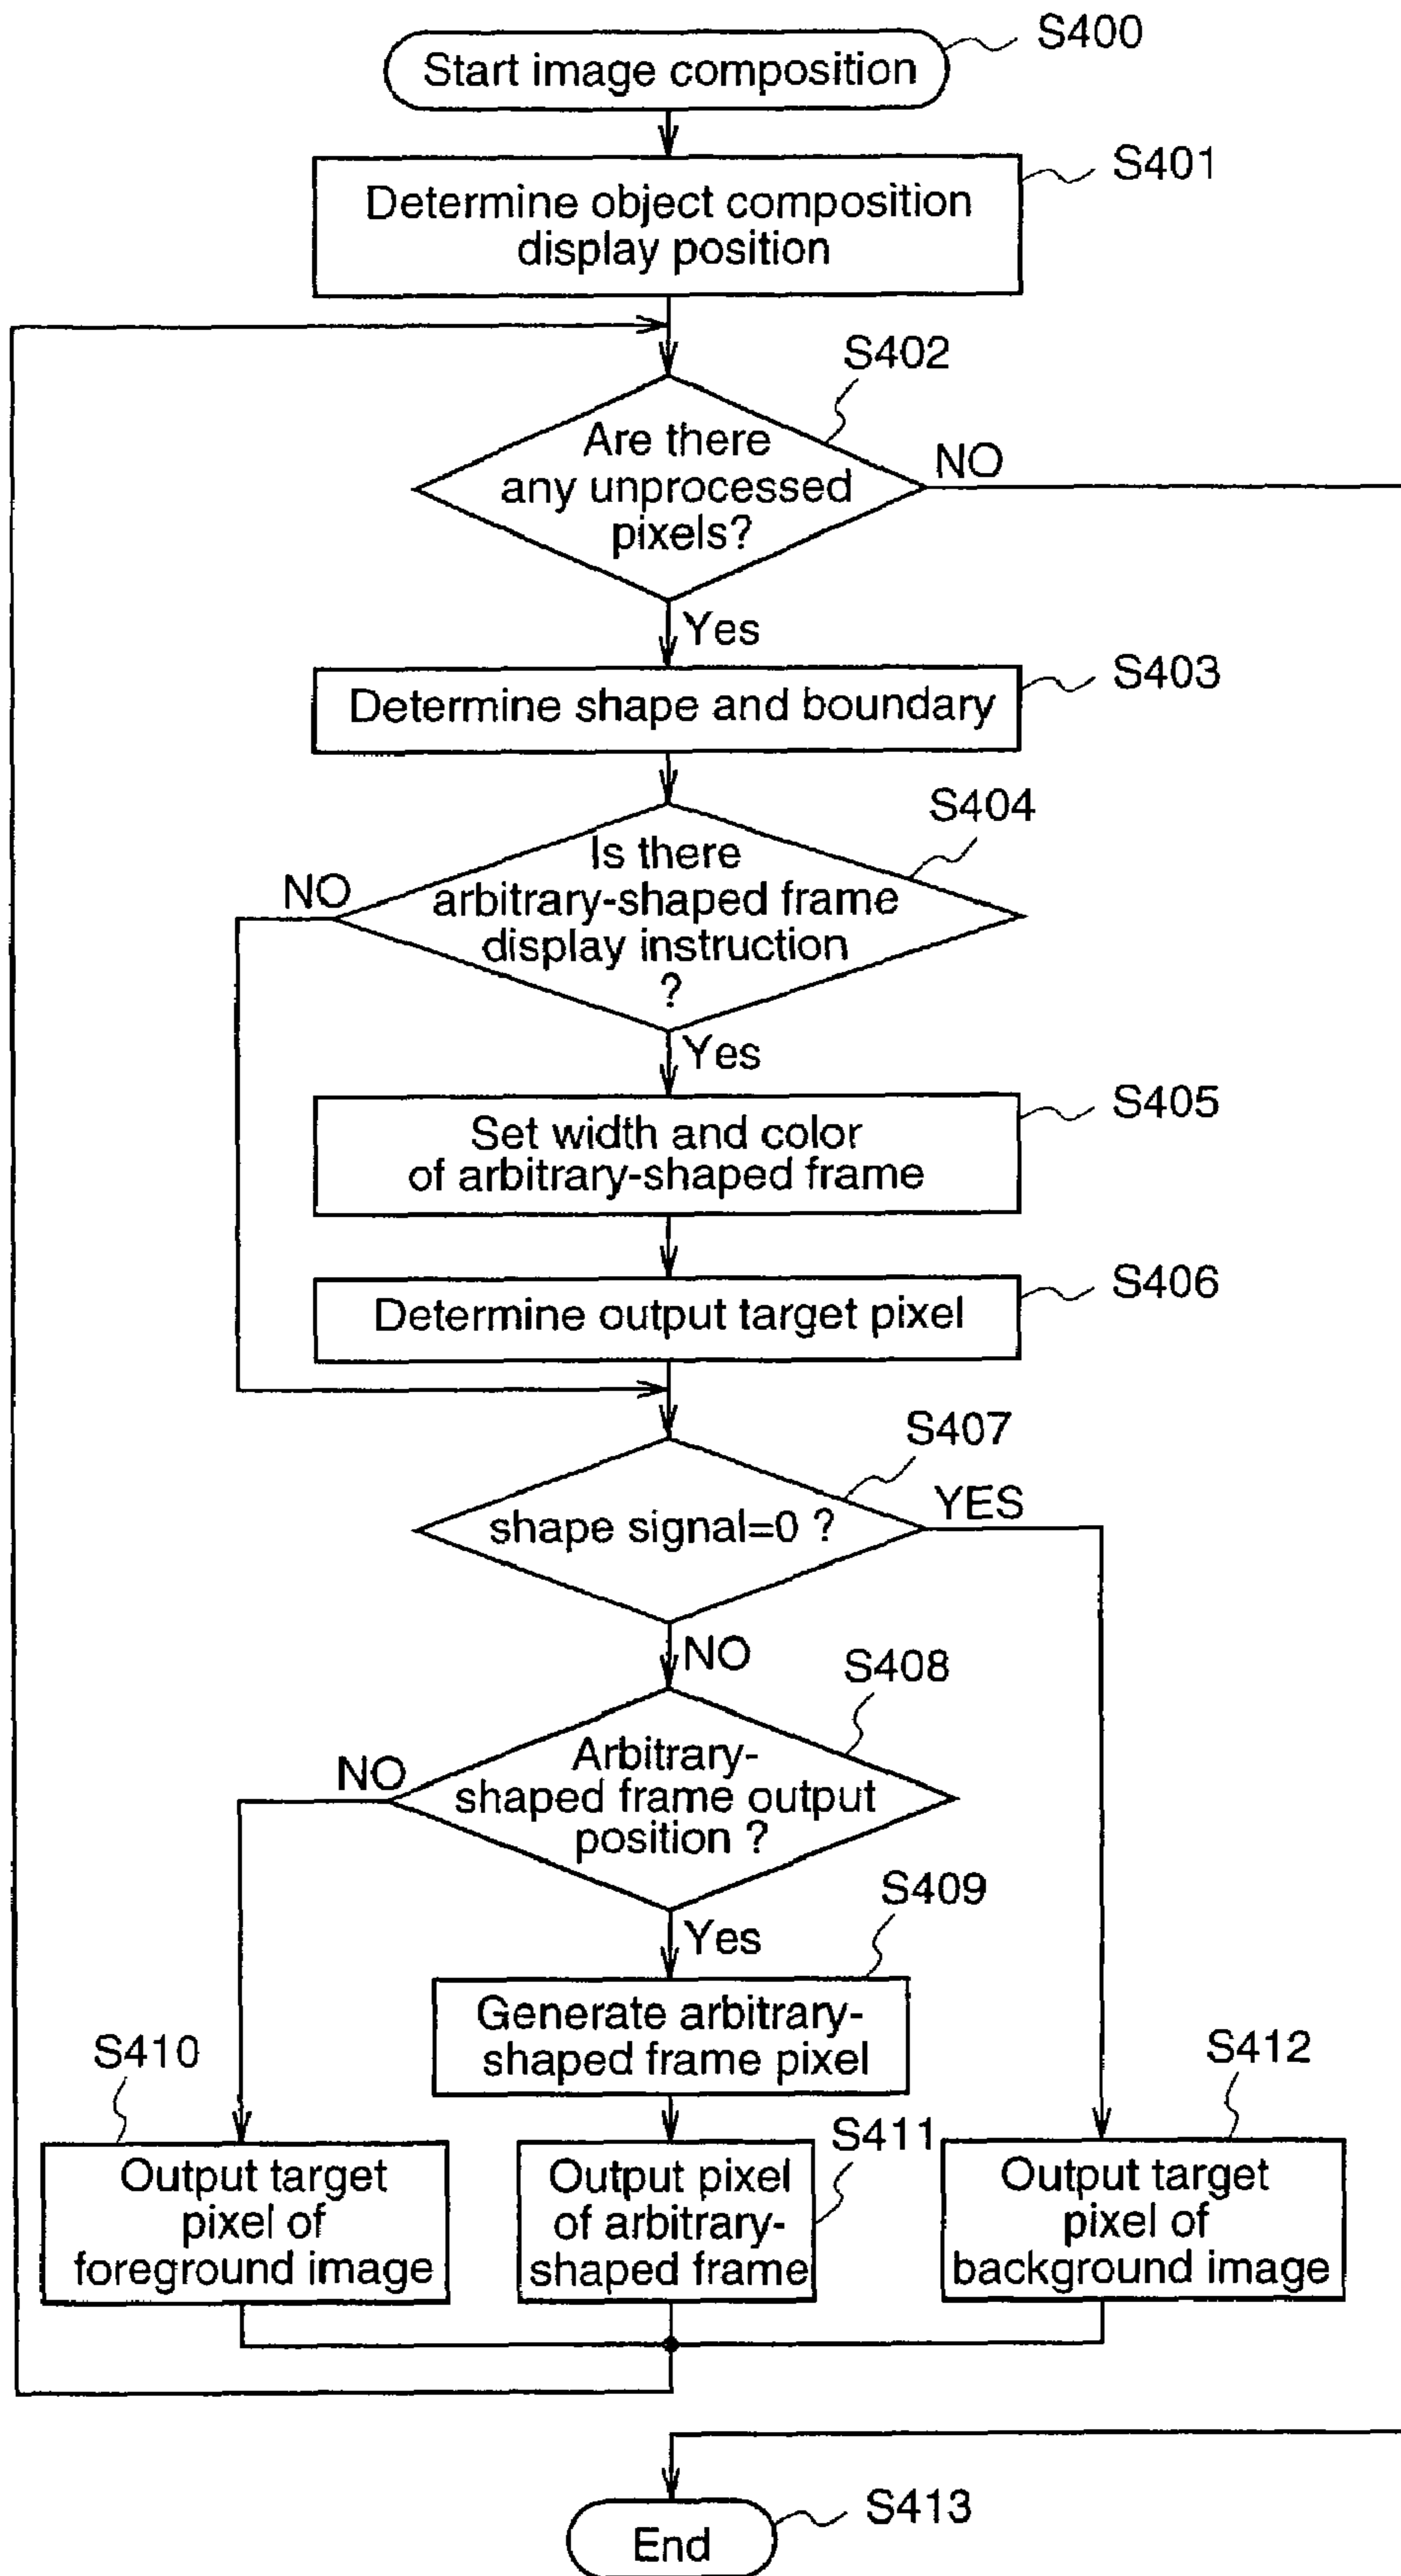 S400
Start image composition
S401
Determine object composition
display position
S402
Are there
any unprocessed
pixels?
NO
Yes
S403
Determine shape and boundary
S404
Is there
arbitrary-shaped frame
display instruction
?
NO
Yes
S405
Set width and color
of arbitrary-shaped frame
S406
Determine output target pixel
S407
shape signal=0 ?
YES
NO
S408
Arbitrary-
shaped frame output
position ?
NO
Yes
S409
Generate arbitrary-
shaped frame pixel
S410
Output target
pixel of
foreground image
S411
Output pixel
of arbitrary-
shaped frame
S412
Output target
pixel of
background image
S413
End